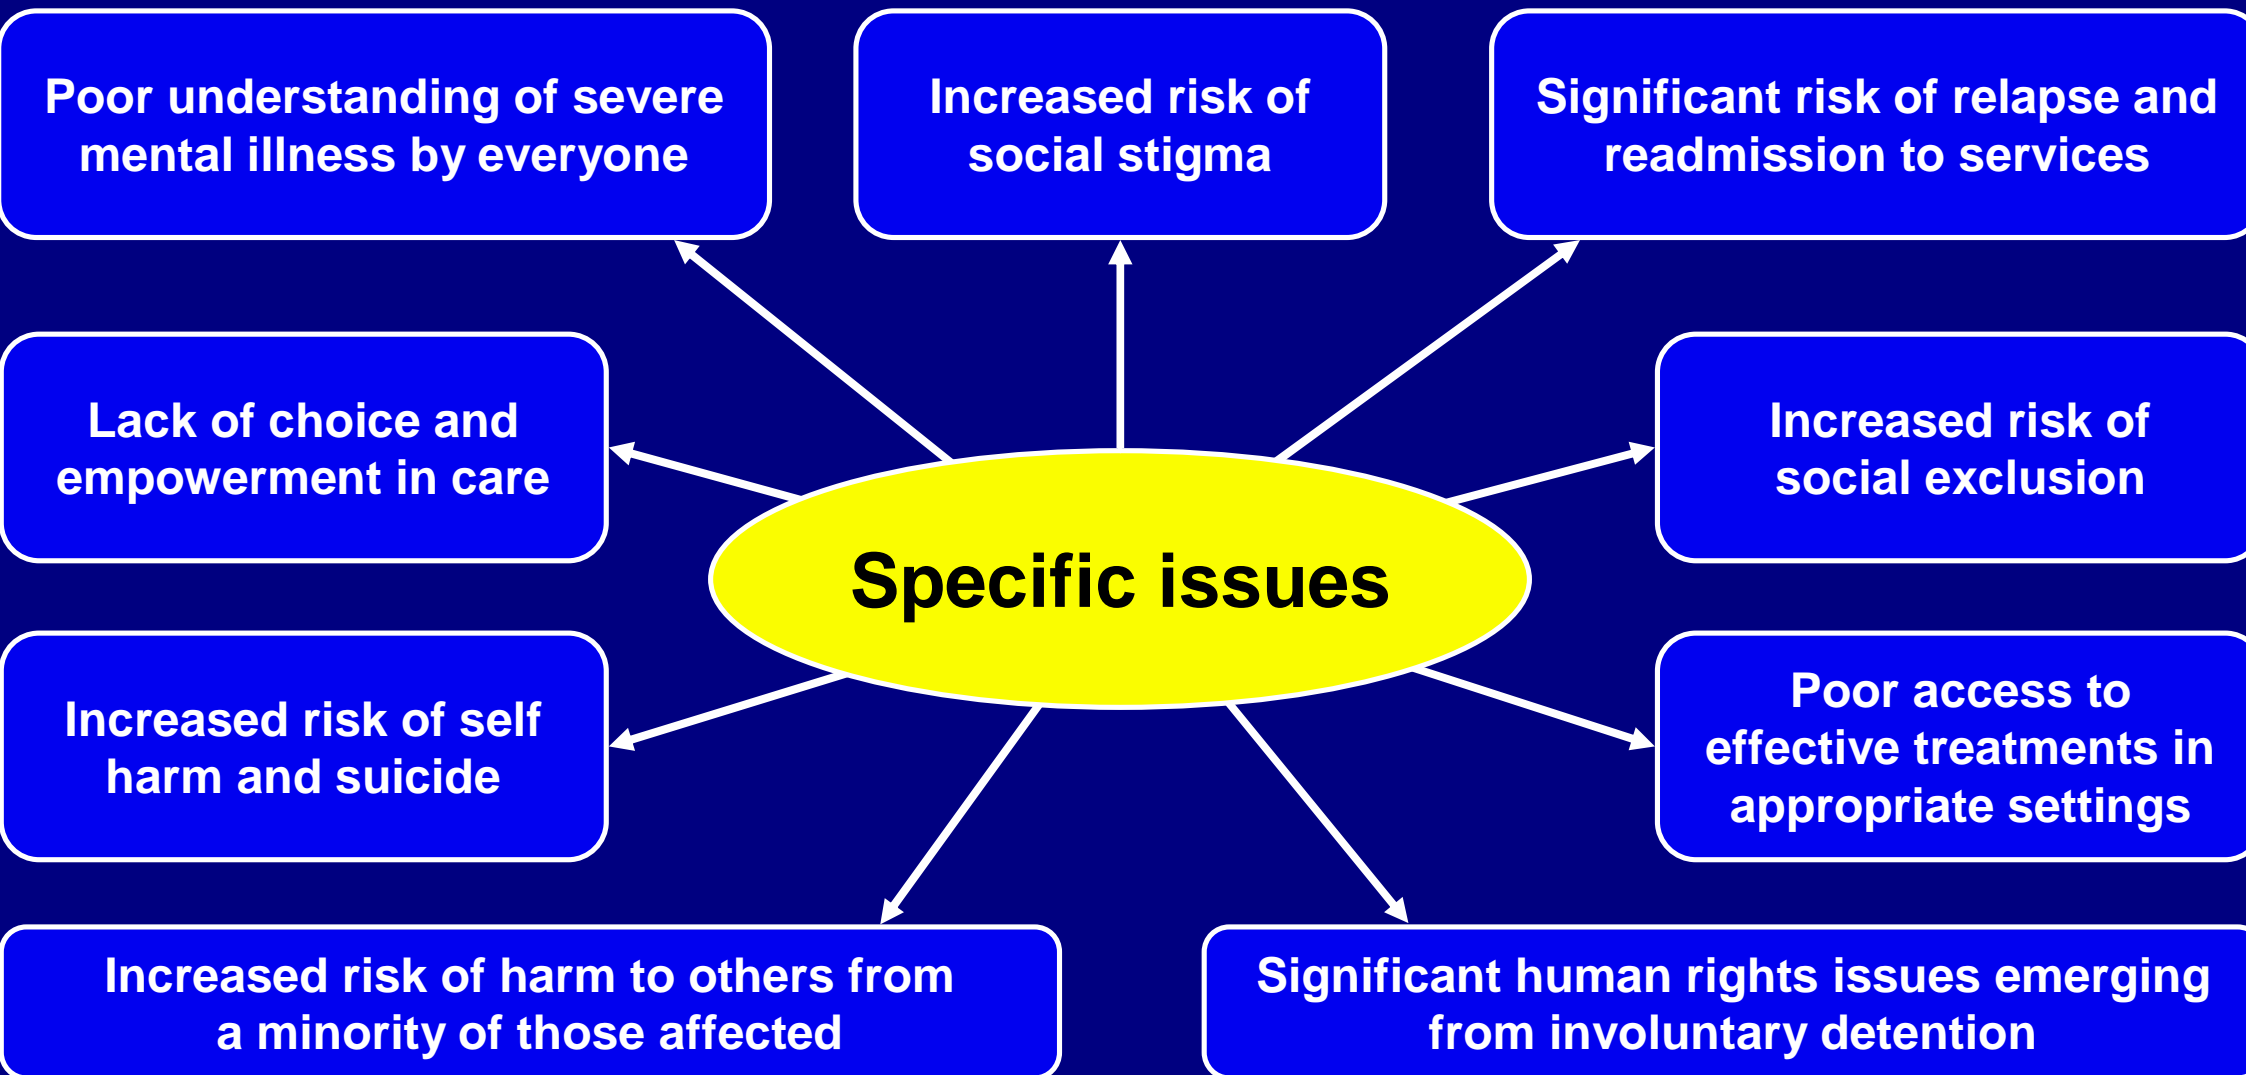 Poor understanding of severe
mental illness by everyone
Increased risk of
social stigma
Significant risk of relapse and
readmission to services
Lack of choice and
empowerment in care
Increased risk of
social exclusion
Specific issues
Increased risk of self
harm and suicide
Poor access to
effective treatments in
appropriate settings
Increased risk of harm to others from
a minority of those affected
Significant human rights issues emerging
from involuntary detention